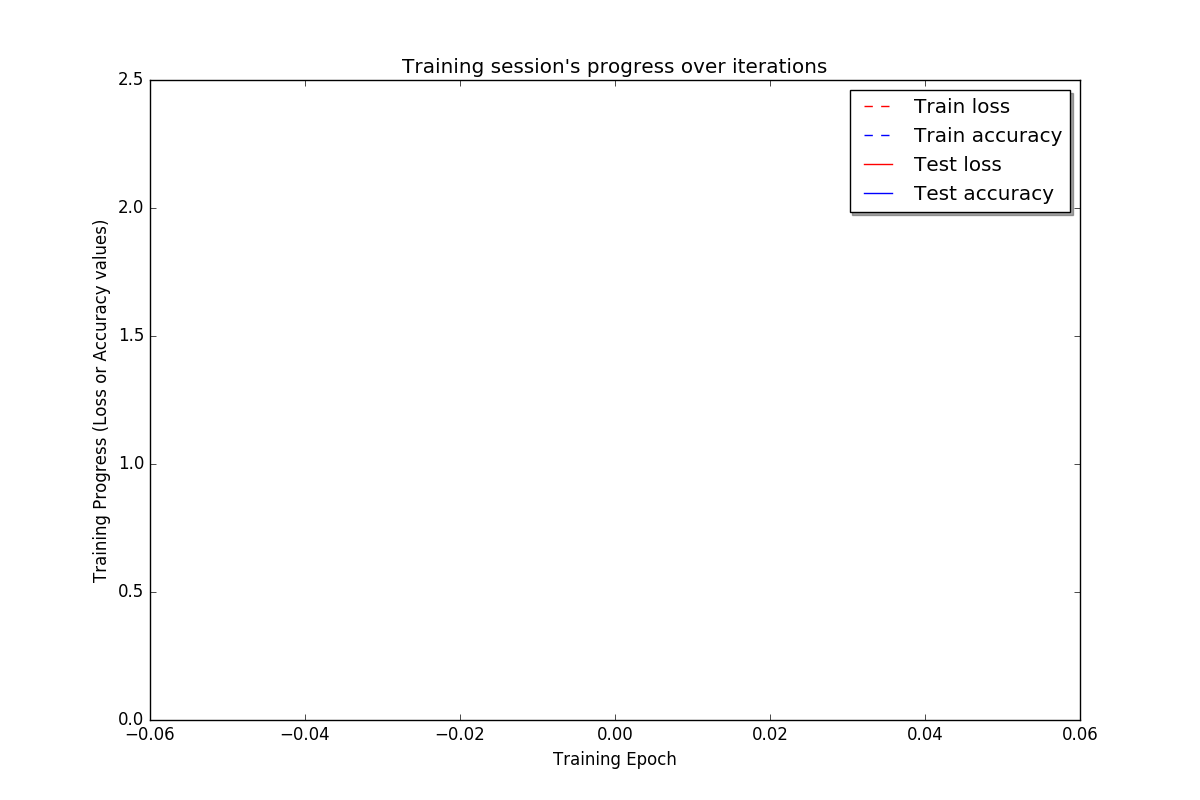 Training session's progress over iterations
2.5
2.0
1.5
1.0
0.5
0.0
Training Progress (Loss or Accuracy values)
Train loss
Train accuracy
Test loss
Test accuracy
−0.06 −0.04 −0.02 0.00 0.02 0.04 0.06
Training Epoch